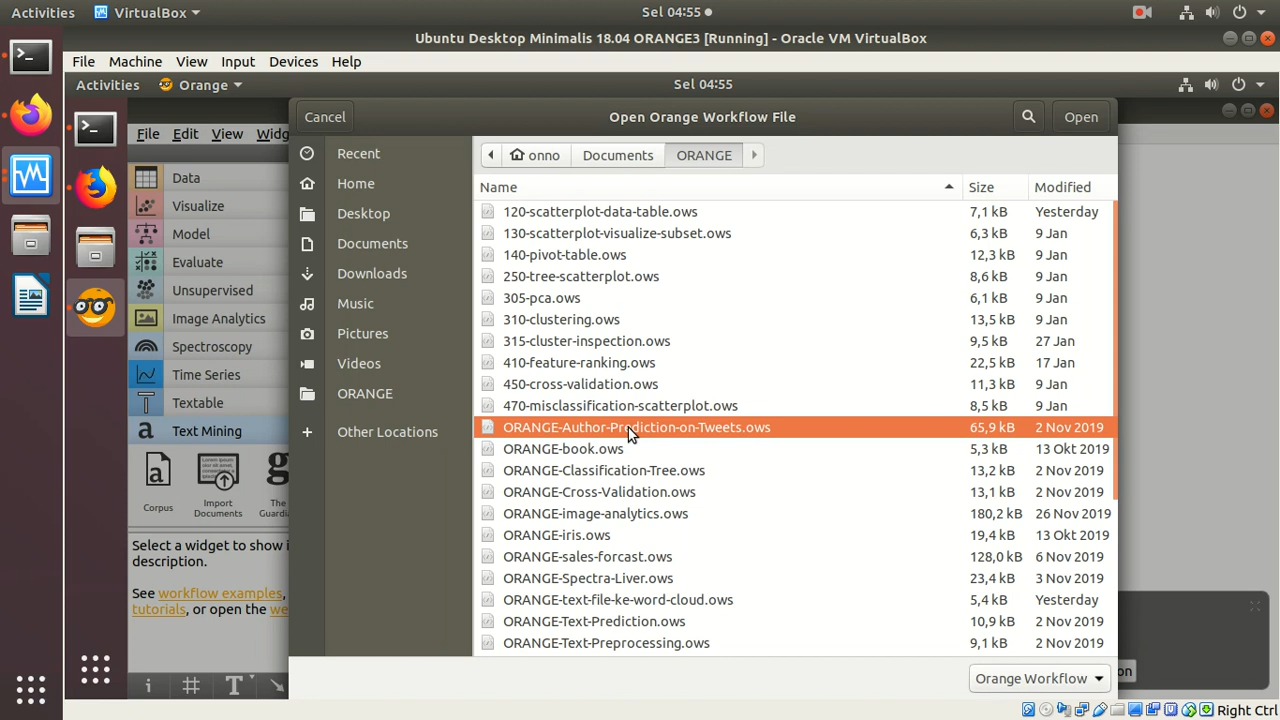 Activities VirtualBox Sel 04:55
Ubuntu Desktop Minimalis 18.04 ORANGE3 [Running] - Oracle VM VirtualBox
File Machine View Input Devices Help
Activities Orange Sel 04:55
Cancel Open Orange Workflow File Open
File Edit View Widg
Data
Visualize
Model
Evaluate
Unsupervised
Image Analytics
Spectroscopy
Time Series
Textable
Text Mining
Corpus
Import
Documents
The
Guardi
Select a widget to show i
description.
See workflow examples,
tutorials, or open the we
Recent
Home
Desktop
Documents
Downloads
Music
Pictures
Videos
ORANGE
Other Locations
onno Documents ORANGE
Name Size Modified
120-scatterplot-data-table.ows 7,1 kB Yesterday
130-scatterplot-visualize-subset.ows 6,3 kB 9 Jan
140-pivot-table.ows 12,3 kB 9 Jan
250-tree-scatterplot.ows 8,6 kB 9 Jan
305-pca.ows 6,1 kB 9 Jan
310-clustering.ows 13,5 kB 9 Jan
315-cluster-inspection.ows 9,5 kB 27 Jan
410-feature-ranking.ows 22,5 kB 17 Jan
450-cross-validation.ows 11,3 kB 9 Jan
470-misclassification-scatterplot.ows 8,5 kB 9 Jan
ORANGE-Author-Prediction-on-Tweets.ows 65,9 kB 2 Nov 2019
ORANGE-book.ows 5,3 kB 13 Okt 2019
ORANGE-Classification-Tree.ows 13,2 kB 2 Nov 2019
ORANGE-Cross-Validation.ows 13,1 kB 2 Nov 2019
ORANGE-image-analytics.ows 180,2 kB 26 Nov 2019
ORANGE-iris.ows 19,4 kB 13 Okt 2019
ORANGE-sales-forcast.ows 128,0 kB 6 Nov 2019
ORANGE-Spectra-Liver.ows 23,4 kB 3 Nov 2019
ORANGE-text-file-ke-word-cloud.ows 5,4 kB Yesterday
ORANGE-Text-Prediction.ows 10,9 kB 2 Nov 2019
ORANGE-Text-Preprocessing.ows 9,1 kB 2 Nov 2019
on
Orange Workflow
Right Ctrl